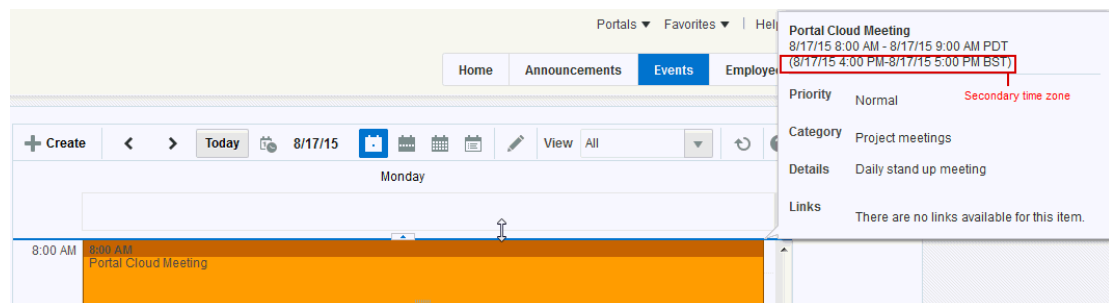 Portals Favorites | Hel
Home Announcements Events Employe
Create Today 8/17/15 View All
Monday
8:00 AM 8:00 AM
Portal Cloud Meeting
Portal Cloud Meeting
8/17/15 8:00 AM - 8/17/15 9:00 AM PDT
(8/17/15 4:00 PM-8/17/15 5:00 PM BST)
Secondary time zone
Priority Normal
Category Project meetings
Details Daily stand up meeting
Links There are no links available for this item.